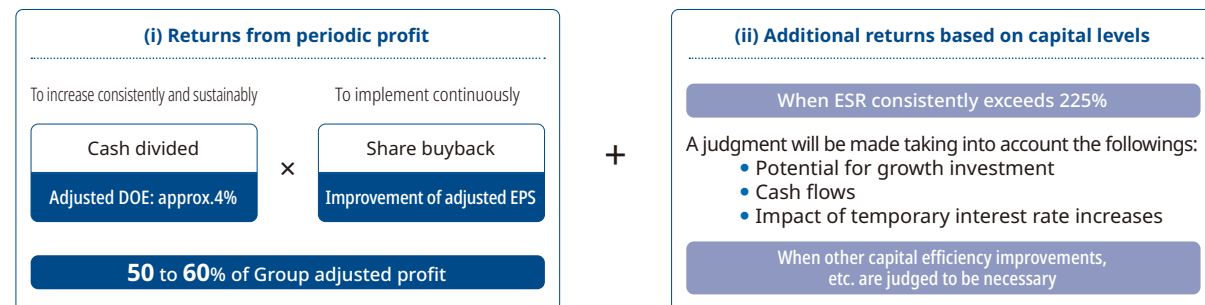 (i) Returns from periodic profit
To increase consistently and sustainably
Cash divided
Adjusted DOE: approx.4%
×
To implement continuously
Share buyback
Improvement of adjusted EPS
50 to 60% of Group adjusted profit
+
(ii) Additional returns based on capital levels
When ESR consistently exceeds 225%
A judgment will be made taking into account the followings:
• Potential for growth investment
• Cash flows
• Impact of temporary interest rate increases
When other capital efficiency improvements,
etc. are judged to be necessary